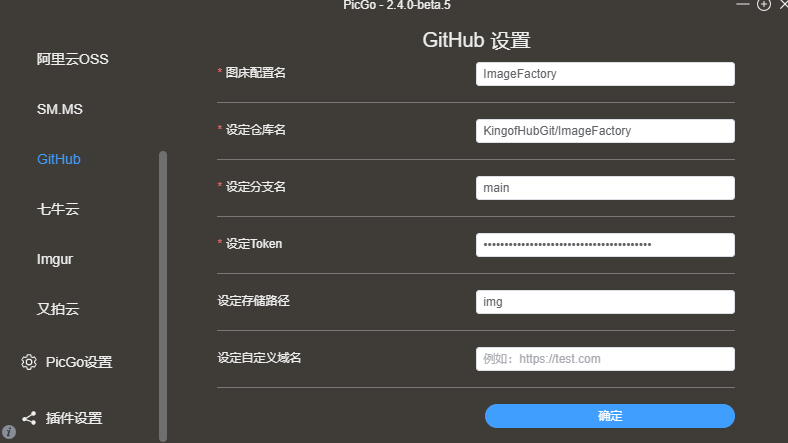 PicGo - 2.4.0-beta.5
阿里云OSS
SM.MS
GitHub
七牛云
Imgur
又拍云
PicGo设置
插件设置
GitHub 设置
* 图床配置名
ImageFactory
* 设定仓库名
KingofHubGit/ImageFactory
* 设定分支名
main
* 设定Token
••••••••••••••••••••••••••••••••••••••••
设定存储路径
img
设定自定义域名
例如：https://test.com
确定